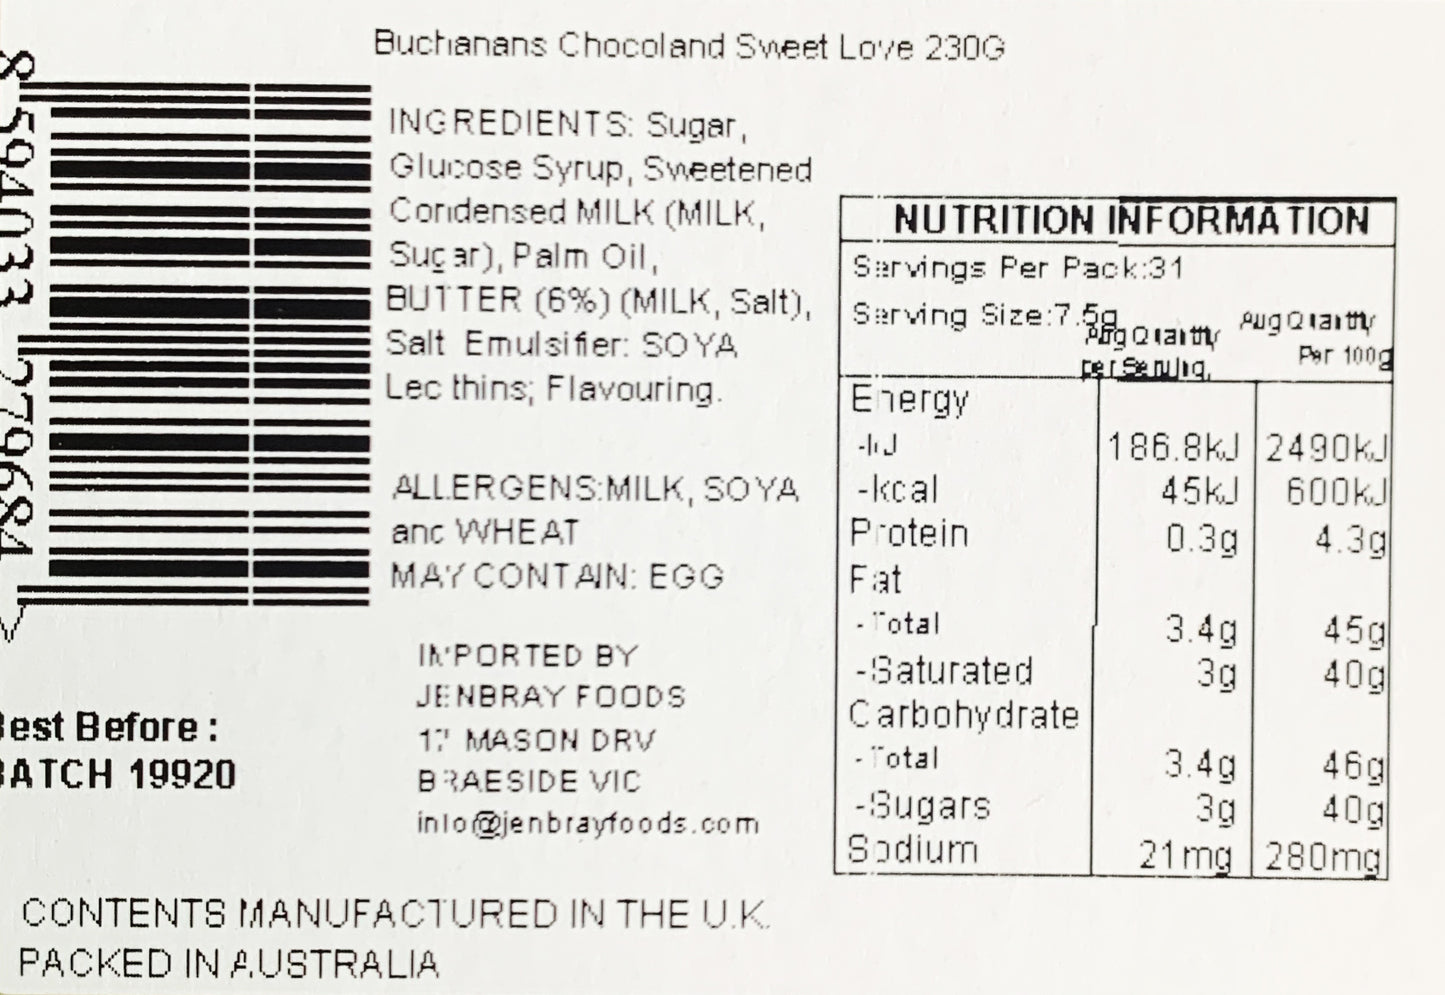 Buchanans Chocoland Sweet Love 230G
8 594033 279684
INGREDIENTS: Sugar,
Glucose Syrup, Sweetened
Condensed MILK (MILK,
Sugar), Palm Oil,
BUTTER (6%) (MILK, Salt),
Salt Emulsifier: SOYA
Lecithins; Flavouring.
ALLERGENS:MILK, SOYA
and WHEAT
MAY CONTAIN: EGG
IMPORTED BY
JENBRAY FOODS
17 MASON DRV
BRAESIDE VIC
info@jenbrayfoods.com
Best Before :
BATCH 19920
CONTENTS MANUFACTURED IN THE U.K.
PACKED IN AUSTRALIA
NUTRITION INFORMATION
Servings Per Pack:31
Serving Size:7.5g
Avg Quantity per Serving Avg Quantity Per 100g
Energy
-kJ 186.8kJ 2490kJ
-kcal 45kJ 600kJ
Protein 0.3g 4.3g
Fat
-Total 3.4g 45g
-Saturated 3g 40g
Carbohydrate
-Total 3.4g 46g
-Sugars 3g 40g
Sodium 21mg 280mg